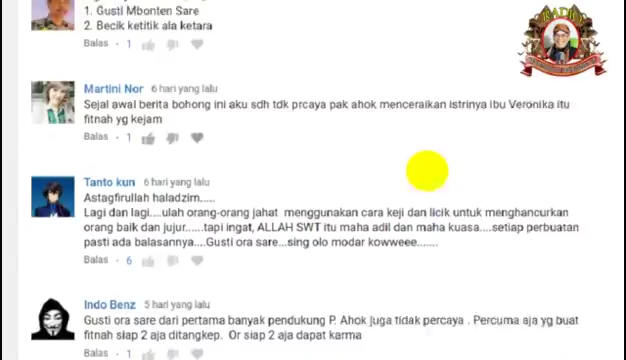 1. Gusti Mbonten Sare
2. Becik ketitik ala ketara
Balas · 1
Martini Nor 6 hari yang lalu
Sejal awal berita bohong ini aku sdh tdk prcaya pak ahok menceraikan istrinya ibu Veronika itu
fitnah yg kejam
Balas · 1
Tanto kun 6 hari yang lalu
Astagfirullah haladzim.....
Lagi dan lagi....ulah orang-orang jahat menggunakan cara keji dan licik untuk menghancurkan
orang baik dan jujur......tapi ingat, ALLAH SWT itu maha adil dan maha kuasa....setiap perbuatan
pasti ada balasannya....Gusti ora sare...sing olo modar kowweee.......
Balas · 6
Indo Benz 5 hari yang lalu
Gusti ora sare dari pertama banyak pendukung P. Ahok juga tidak percaya . Percuma aja yg buat
fitnah siap 2 aja ditangkep. Or siap 2 aja dapat karma
Balas · 1